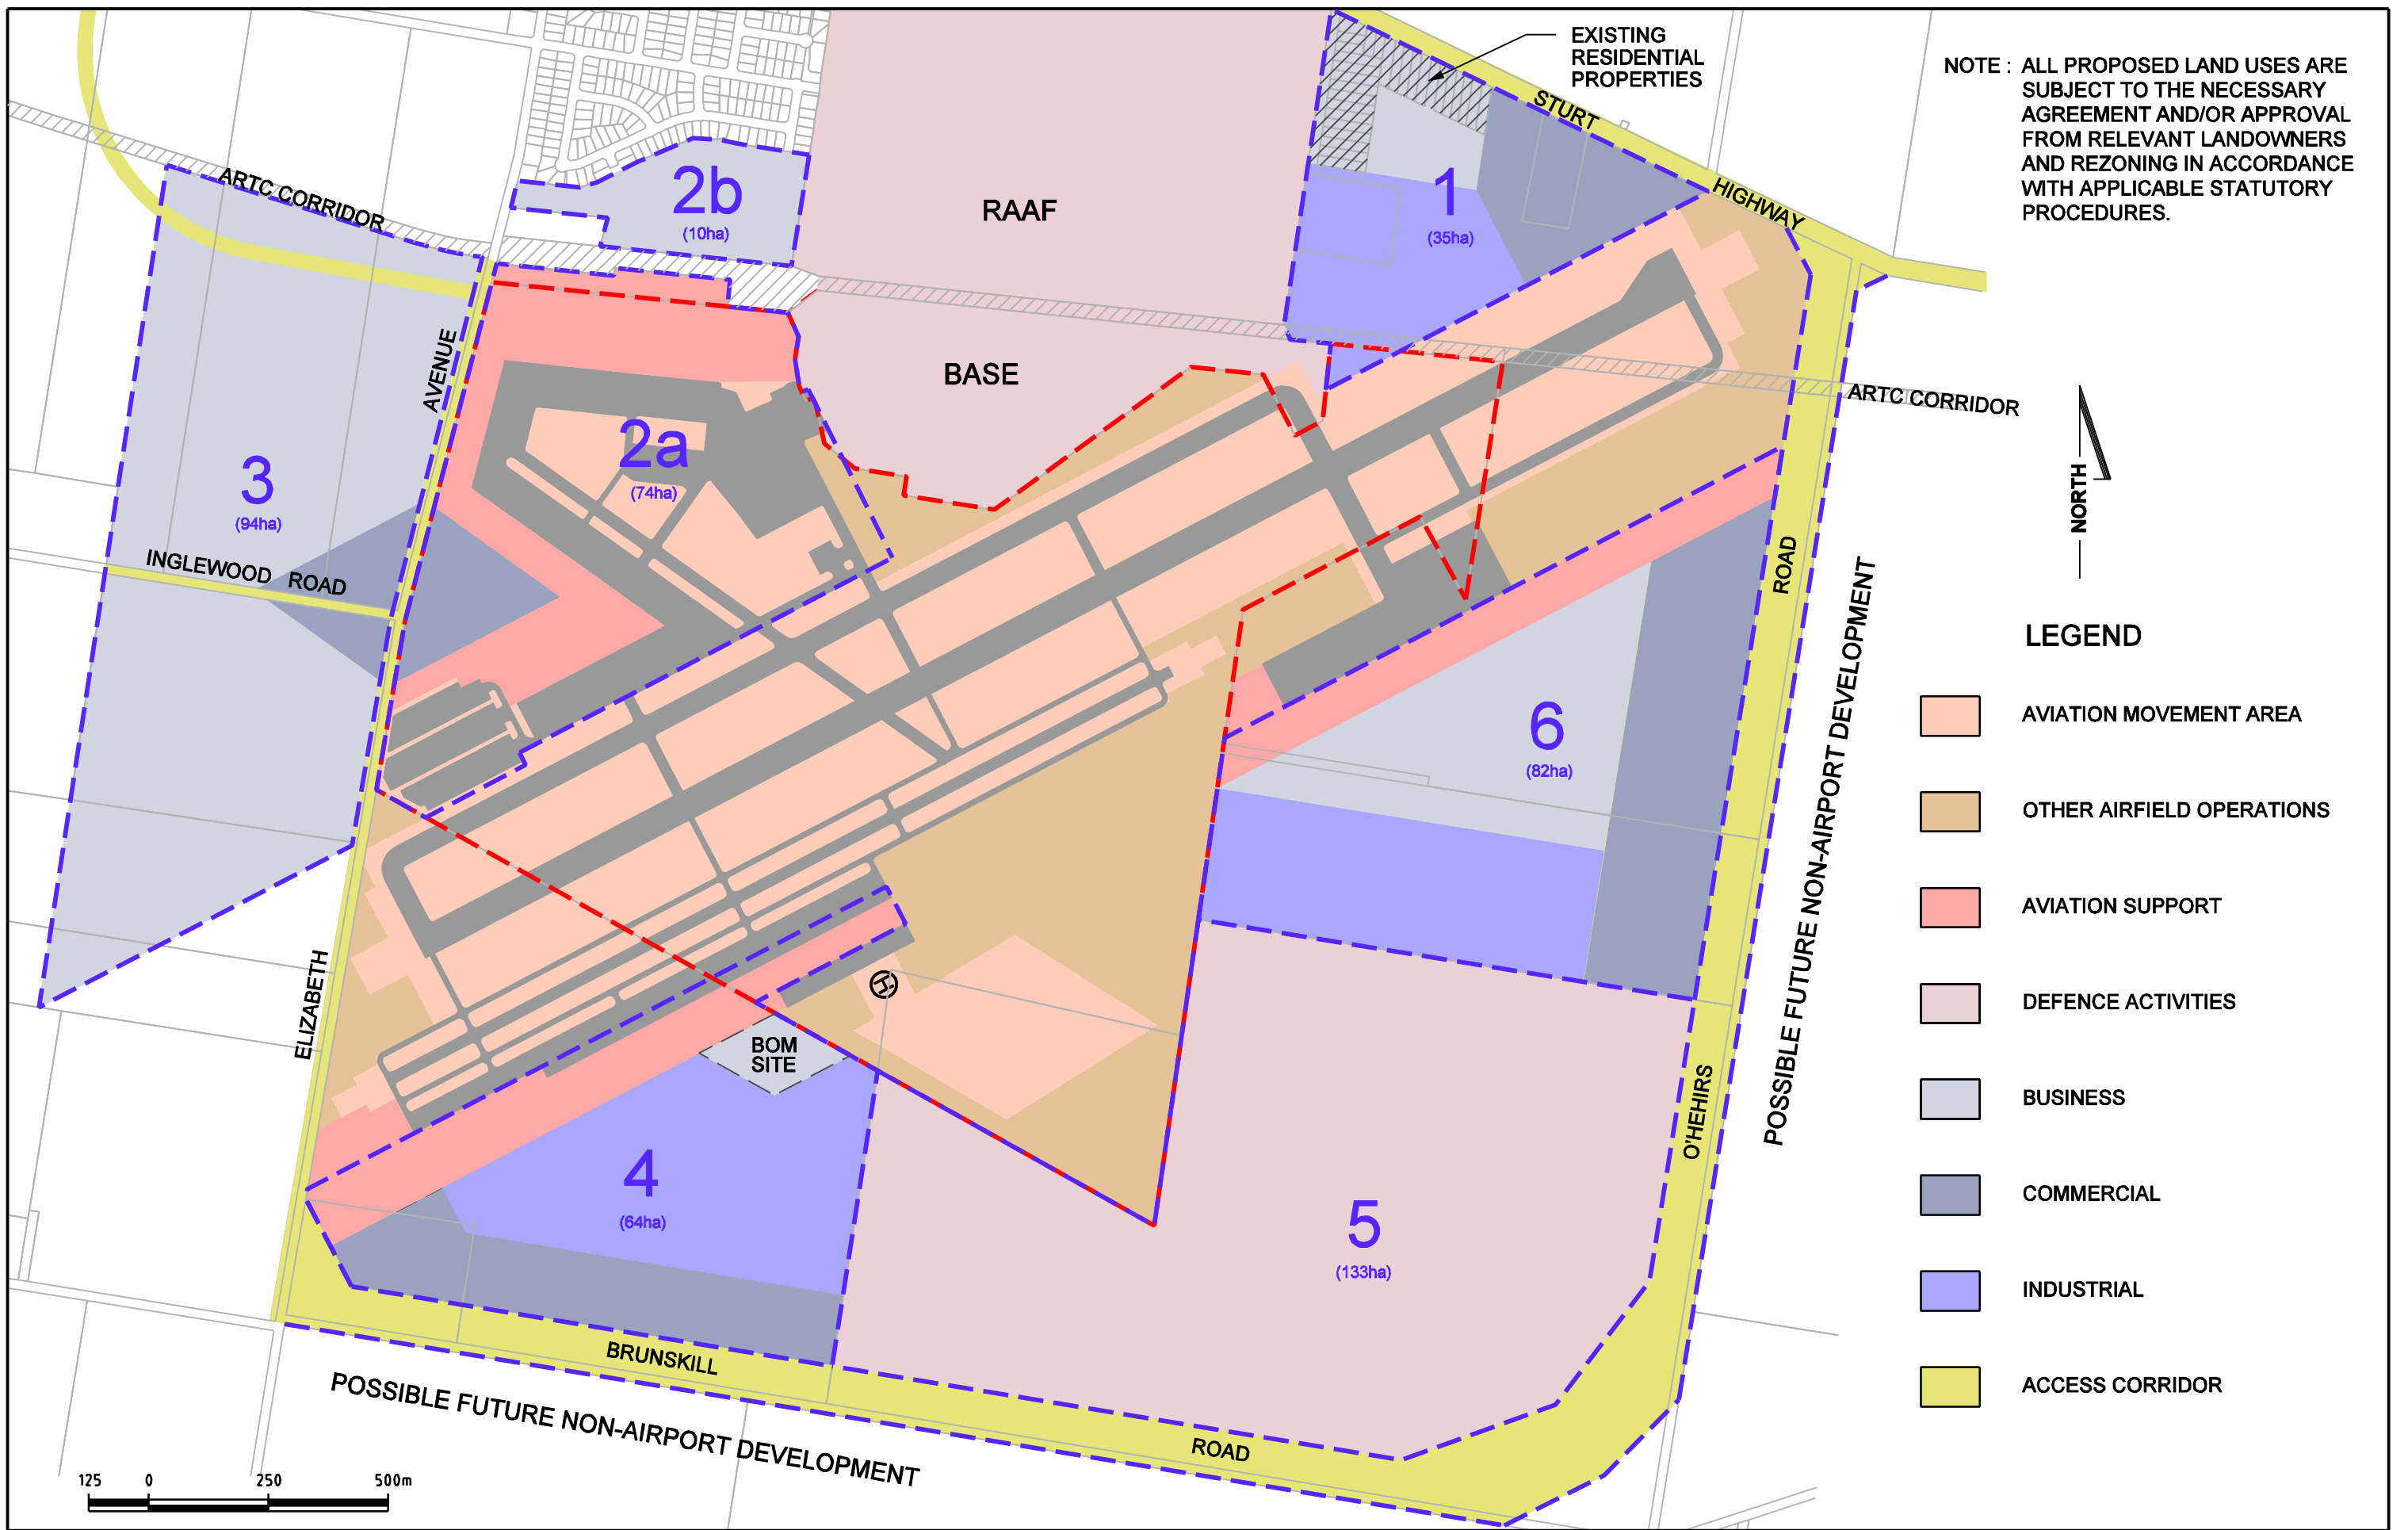 EXISTING
RESIDENTIAL
PROPERTIES
NOTE : ALL PROPOSED LAND USES ARE
SUBJECT TO THE NECESSARY
AGREEMENT AND/OR APPROVAL
FROM RELEVANT LANDOWNERS
AND REZONING IN ACCORDANCE
WITH APPLICABLE STATUTORY
PROCEDURES.
STURT
HIGHWAY
ARTC CORRIDOR
2b
(10ha)
RAAF
1
(35ha)
BASE
ARTC CORRIDOR
AVENUE
2a
(74ha)
3
(94ha)
INGLEWOOD ROAD
NORTH
ROAD
POSSIBLE FUTURE NON-AIRPORT DEVELOPMENT
6
(82ha)
LEGEND
AVIATION MOVEMENT AREA
OTHER AIRFIELD OPERATIONS
AVIATION SUPPORT
DEFENCE ACTIVITIES
BUSINESS
COMMERCIAL
INDUSTRIAL
ACCESS CORRIDOR
ELIZABETH
H
BOM
SITE
4
(64ha)
5
(133ha)
O'HEHIRS
BRUNSKILL
ROAD
POSSIBLE FUTURE NON-AIRPORT DEVELOPMENT
125 0 250 500m